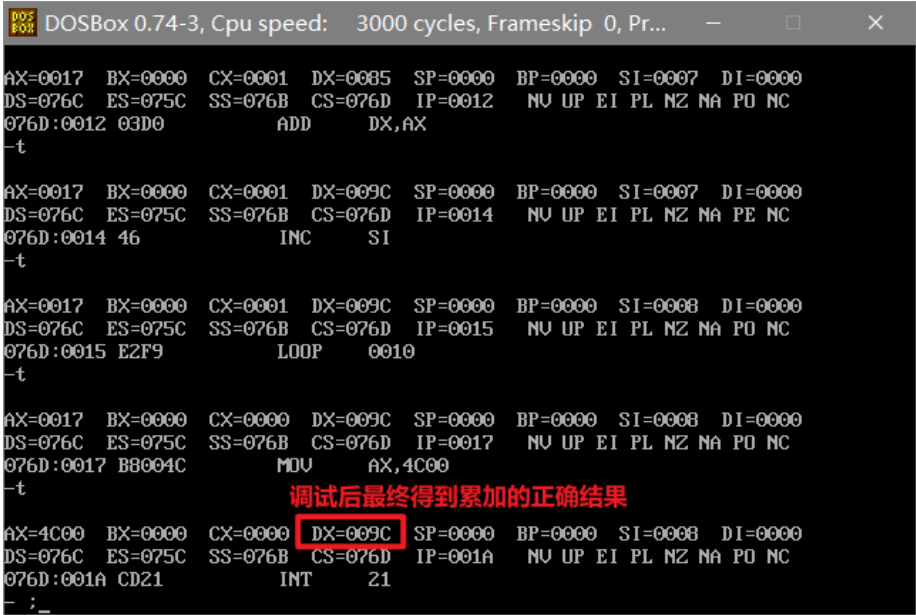 DOS
BOX
DOSBox 0.74-3, Cpu speed: 3000 cycles, Frameskip 0, Pr...
AX=0017 BX=0000 CX=0001 DX=0085 SP=0000 BP=0000 SI=0007 DI=0000
DS=076C ES=075C SS=076B CS=076D IP=0012 NV UP EI PL NZ NA PO NC
076D:0012 03D0 ADD DX,AX
-t
AX=0017 BX=0000 CX=0001 DX=009C SP=0000 BP=0000 SI=0007 DI=0000
DS=076C ES=075C SS=076B CS=076D IP=0014 NV UP EI PL NZ NA PE NC
076D:0014 46 INC SI
-t
AX=0017 BX=0000 CX=0001 DX=009C SP=0000 BP=0000 SI=0008 DI=0000
DS=076C ES=075C SS=076B CS=076D IP=0015 NV UP EI PL NZ NA PO NC
076D:0015 E2F9 LOOP 0010
-t
AX=0017 BX=0000 CX=0000 DX=009C SP=0000 BP=0000 SI=0008 DI=0000
DS=076C ES=075C SS=076B CS=076D IP=0017 NV UP EI PL NZ NA PO NC
076D:0017 B8004C MOV AX,4C00
-t
调试后最终得到累加的正确结果
AX=4C00 BX=0000 CX=0000 DX=009C SP=0000 BP=0000 SI=0008 DI=0000
DS=076C ES=075C SS=076B CS=076D IP=001A NV UP EI PL NZ NA PO NC
076D:001A CD21 INT 21
- ;_